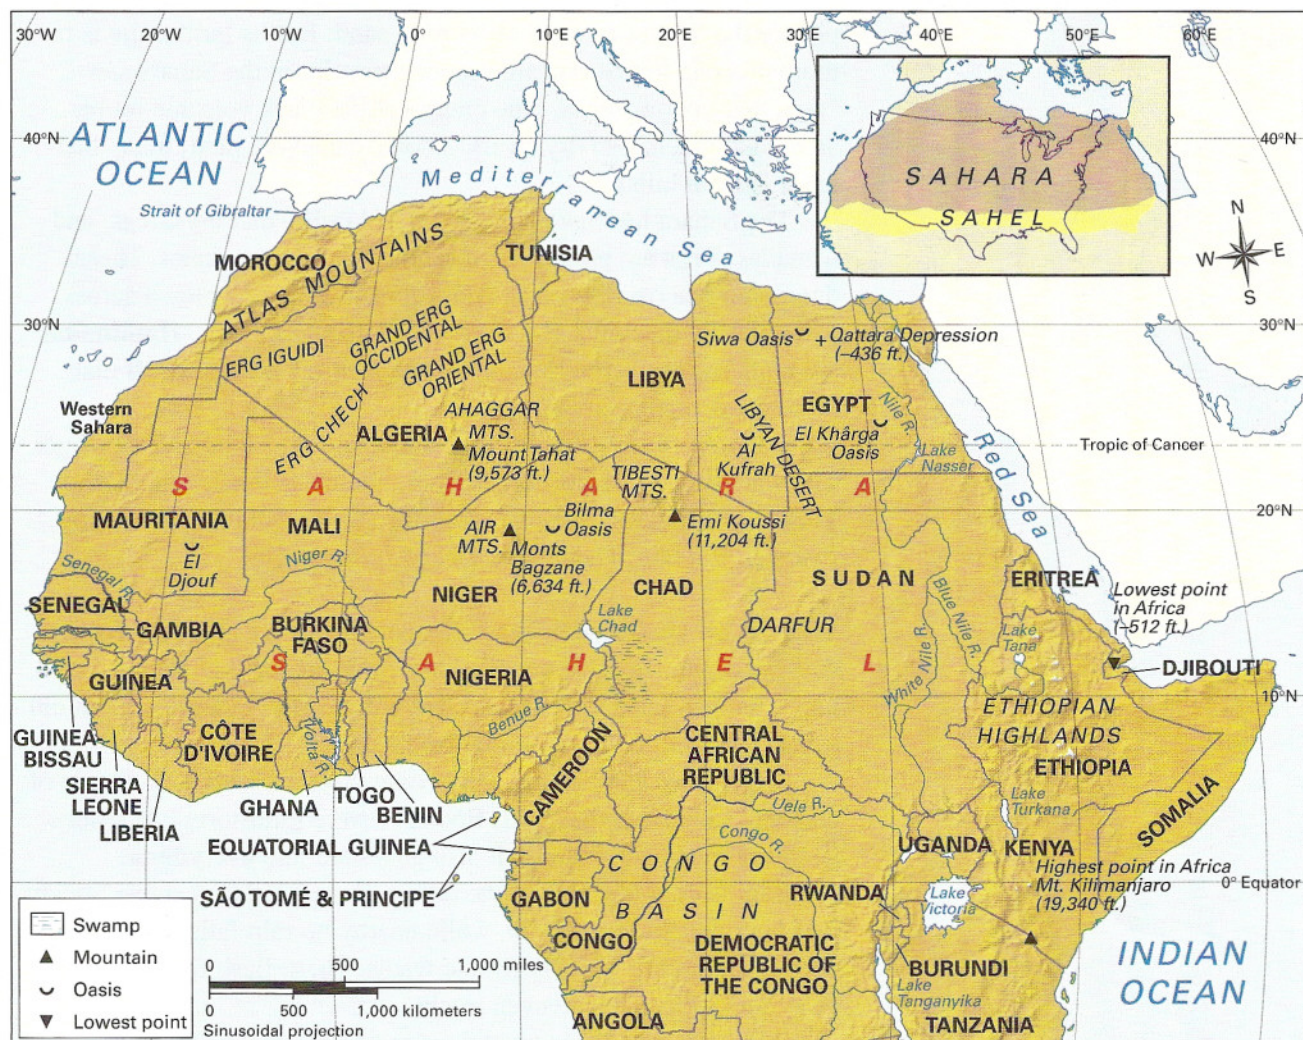 30°W
20°W
10°W
0°
10°E
20°E
30°E
40°E
50°E
60°E
40°N
ATLANTIC
OCEAN
40°N
SAHARA
SAHEL
Mediterranean Sea
Strait of Gibraltar
N
W
E
S
MOROCCO
ATLAS MOUNTAINS
TUNISIA
30°N
30°N
ERG IGUIDI
GRAND ERG
OCCIDENTAL
GRAND ERG
ORIENTAL
ERG CHECH
LIBYA
Siwa Oasis
Qattara Depression
(–436 ft.)
EGYPT
Nile R.
El Khârga
Oasis
LIBYAN DESERT
Al
Kufrah
Lake
Nasser
Red Sea
Tropic of Cancer
Western
Sahara
ALGERIA
AHAGGAR
MTS.
Mount Tahat
(9,573 ft.)
TIBESTI
MTS.
SAHARA
20°N
20°N
MAURITANIA
MALI
El
Djouf
Niger R.
AIR
MTS.
Bilma
Oasis
Monts
Bagzane
(6,634 ft.)
Emi Koussi
(11,204 ft.)
NIGER
CHAD
SUDAN
ERITREA
Lowest point
in Africa
(–512 ft.)
Senegal R.
SENEGAL
GAMBIA
BURKINA
FASO
Lake
Chad
DARFUR
Blue Nile R.
White Nile R.
Lake
Tana
DJIBOUTI
SAHEL
GUINEA
NIGERIA
Benue R.
10°N
10°N
ETHIOPIAN
HIGHLANDS
ETHIOPIA
GUINEA-
BISSAU
SIERRA
LEONE
LIBERIA
CÔTE
D'IVOIRE
Volta R.
GHANA
TOGO
BENIN
CAMEROON
CENTRAL
AFRICAN
REPUBLIC
Uele R.
Congo R.
Lake
Turkana
SOMALIA
EQUATORIAL GUINEA
SÃO TOMÉ & PRINCIPE
CONGO
BASIN
GABON
CONGO
UGANDA
KENYA
Highest point in Africa
Mt. Kilimanjaro
(19,340 ft.)
0° Equator
RWANDA
Lake
Victoria
BURUNDI
Lake
Tanganyika
DEMOCRATIC
REPUBLIC OF
THE CONGO
ANGOLA
TANZANIA
INDIAN
OCEAN
Swamp
Mountain
Oasis
Lowest point
0
500
1,000 miles
0
500
1,000 kilometers
Sinusoidal projection